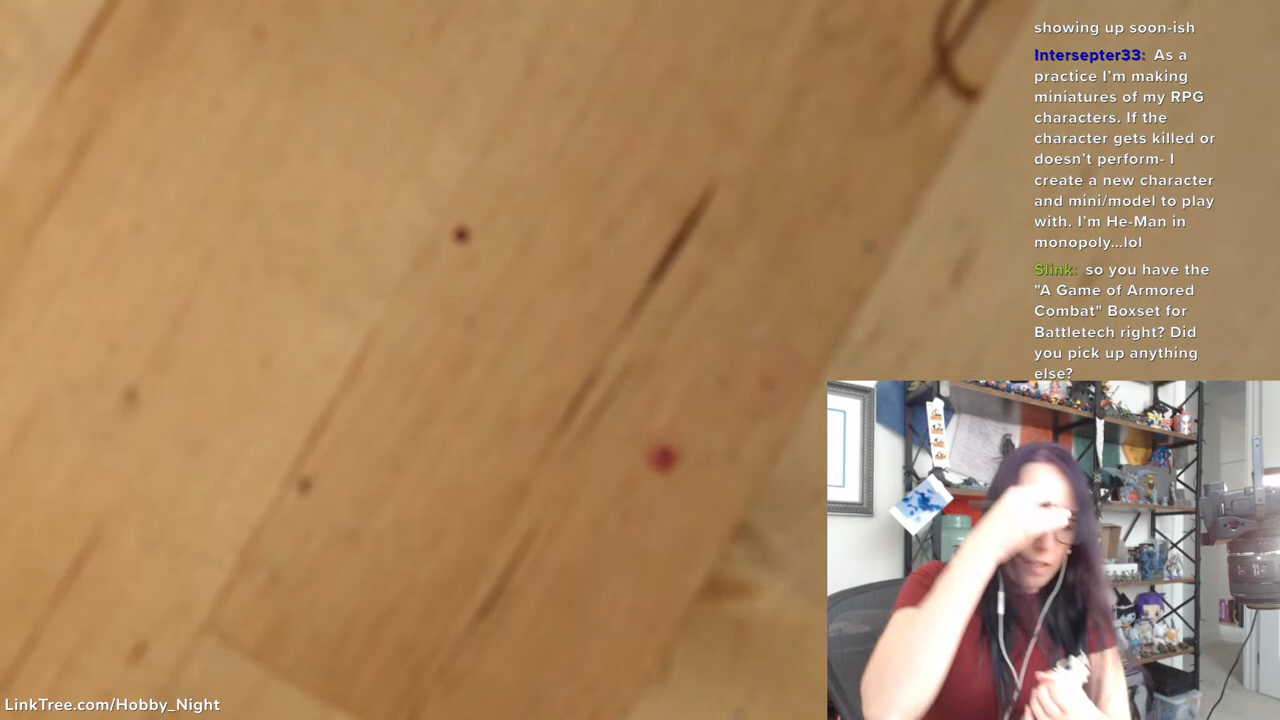 showing up soon-ish
Intersepter33: As a
practice I'm making
miniatures of my RPG
characters. If the
character gets killed or
doesn't perform- I
create a new character
and mini/model to play
with. I'm He-Man in
monopoly...lol
Slink: so you have the
"A Game of Armored
Combat" Boxset for
Battletech right? Did
you pick up anything
else?
LinkTree.com/Hobby_Night